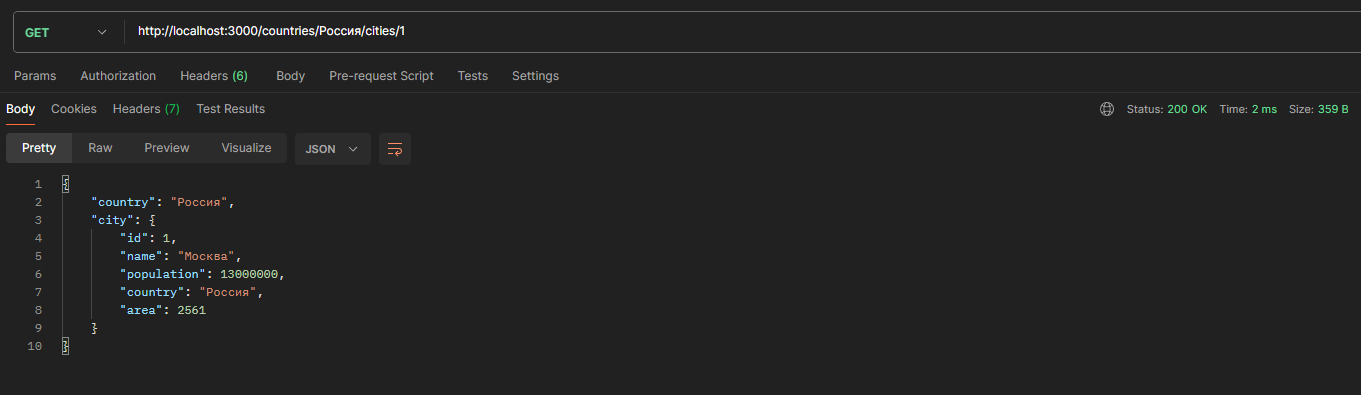 GET http://localhost:3000/countries/Россия/cities/1
Params Authorization Headers (6) Body Pre-request Script Tests Settings
Body Cookies Headers (7) Test Results Status: 200 OK Time: 2 ms Size: 359 B
Pretty Raw Preview Visualize JSON
1 {
2 "country": "Россия",
3 "city": {
4 "id": 1,
5 "name": "Москва",
6 "population": 13000000,
7 "country": "Россия",
8 "area": 2561
9 }
10 }